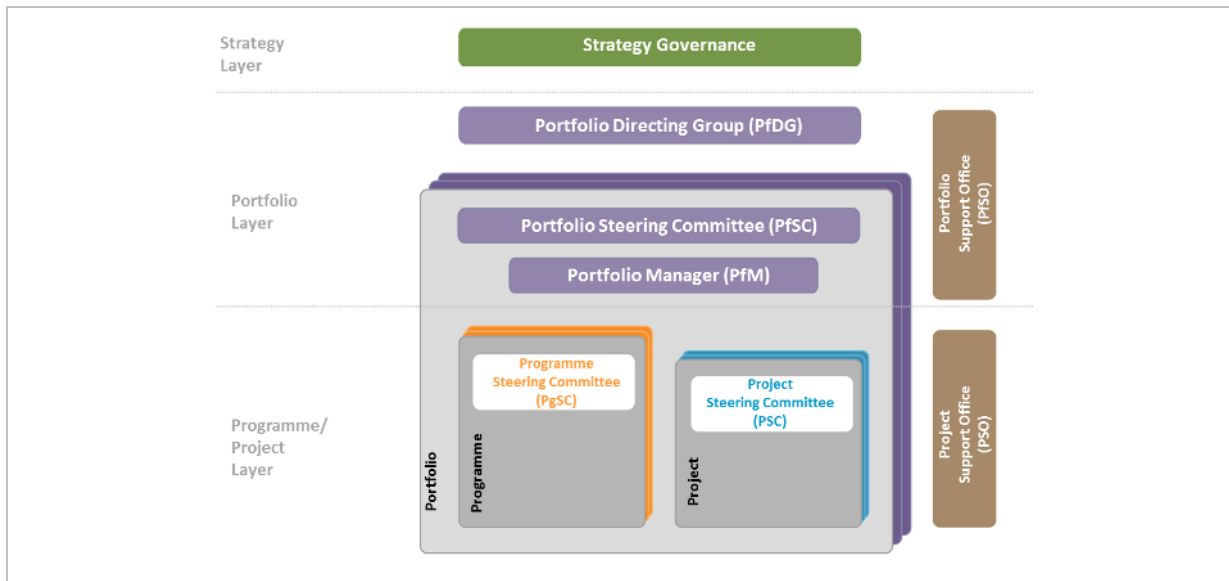 Strategy
Layer
Strategy Governance
Portfolio Directing Group (PfDG)
Portfolio
Layer
Portfolio Steering Committee (PfSC)
Portfolio Manager (PfM)
Portfolio
Support Office
(PfSO)
Programme/
Project
Layer
Portfolio
Programme
Programme
Steering Committee
(PgSC)
Project
Project
Steering Committee
(PSC)
Project
Support Office
(PSO)